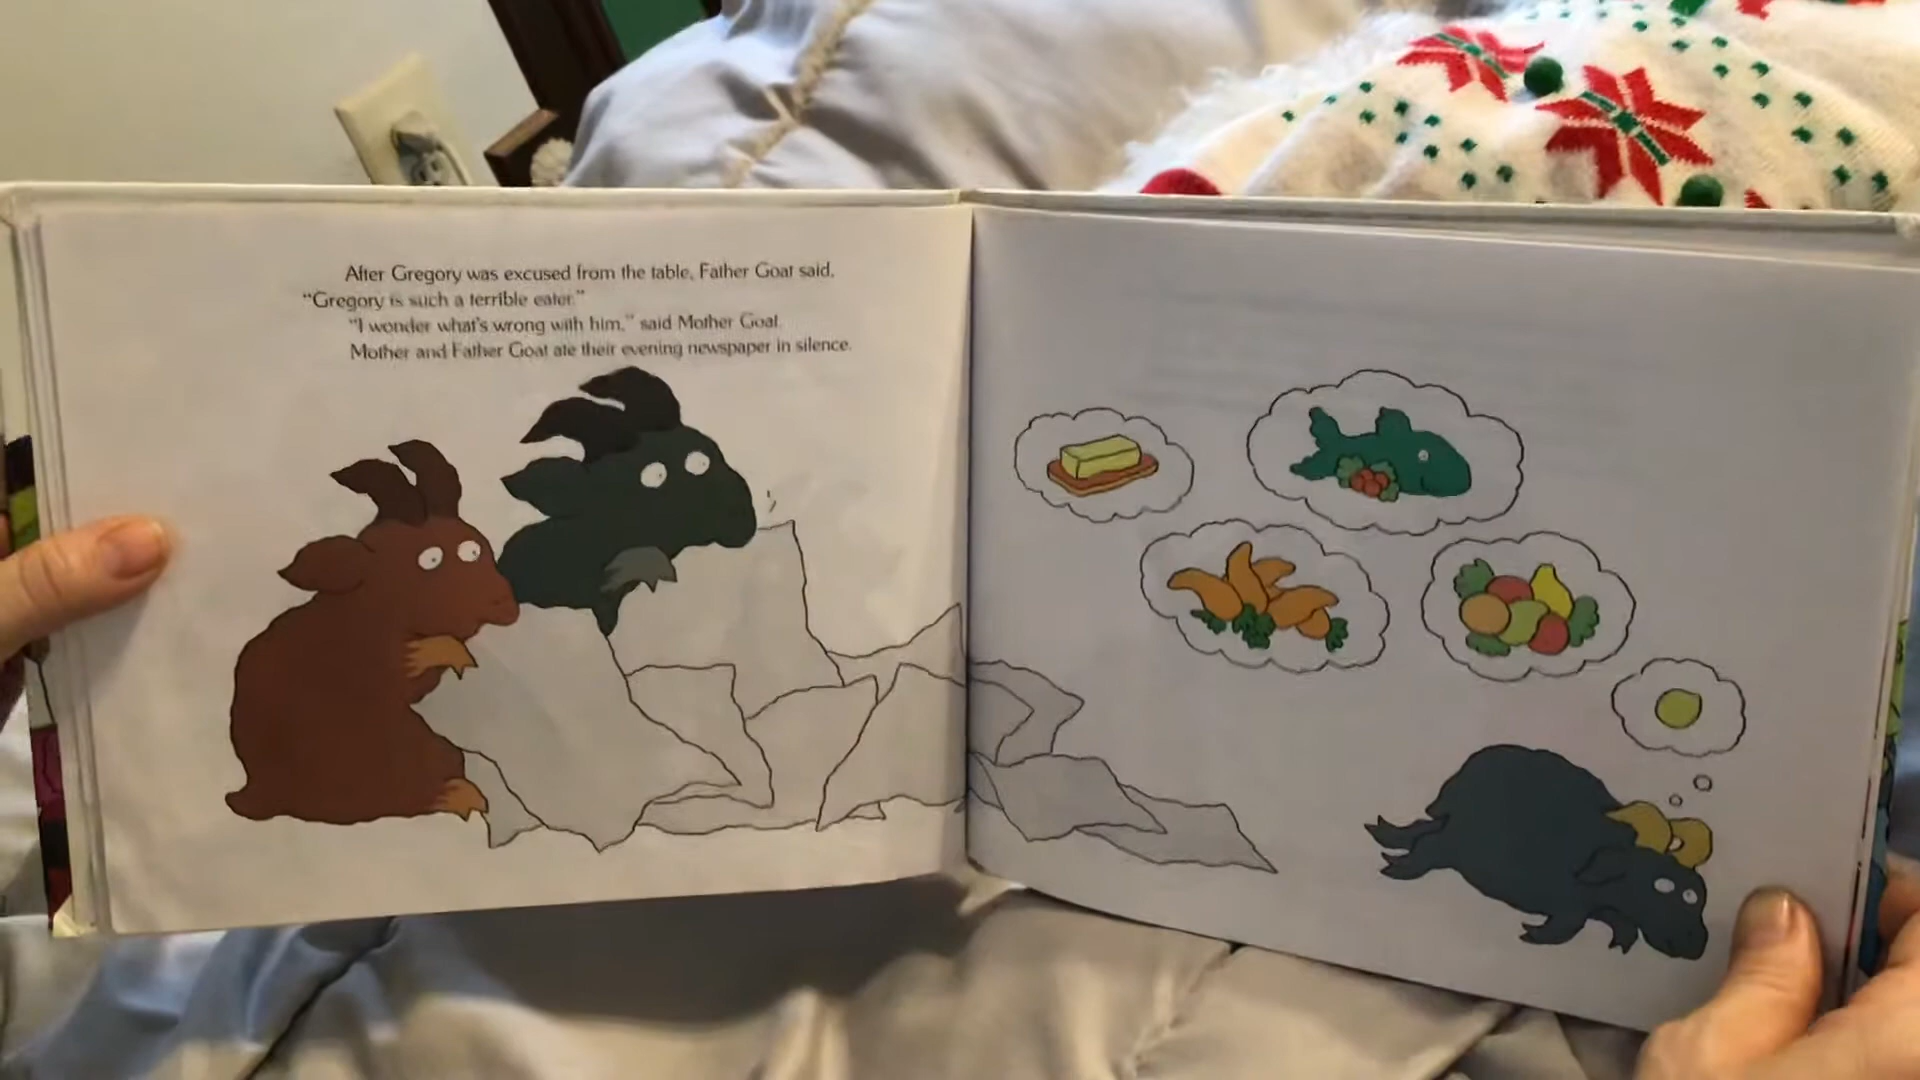 After Gregory was excused from the table, Father Goat said,
“Gregory is such a terrible eater.”
“I wonder what’s wrong with him,” said Mother Goat.
Mother and Father Goat ate their evening newspaper in silence.